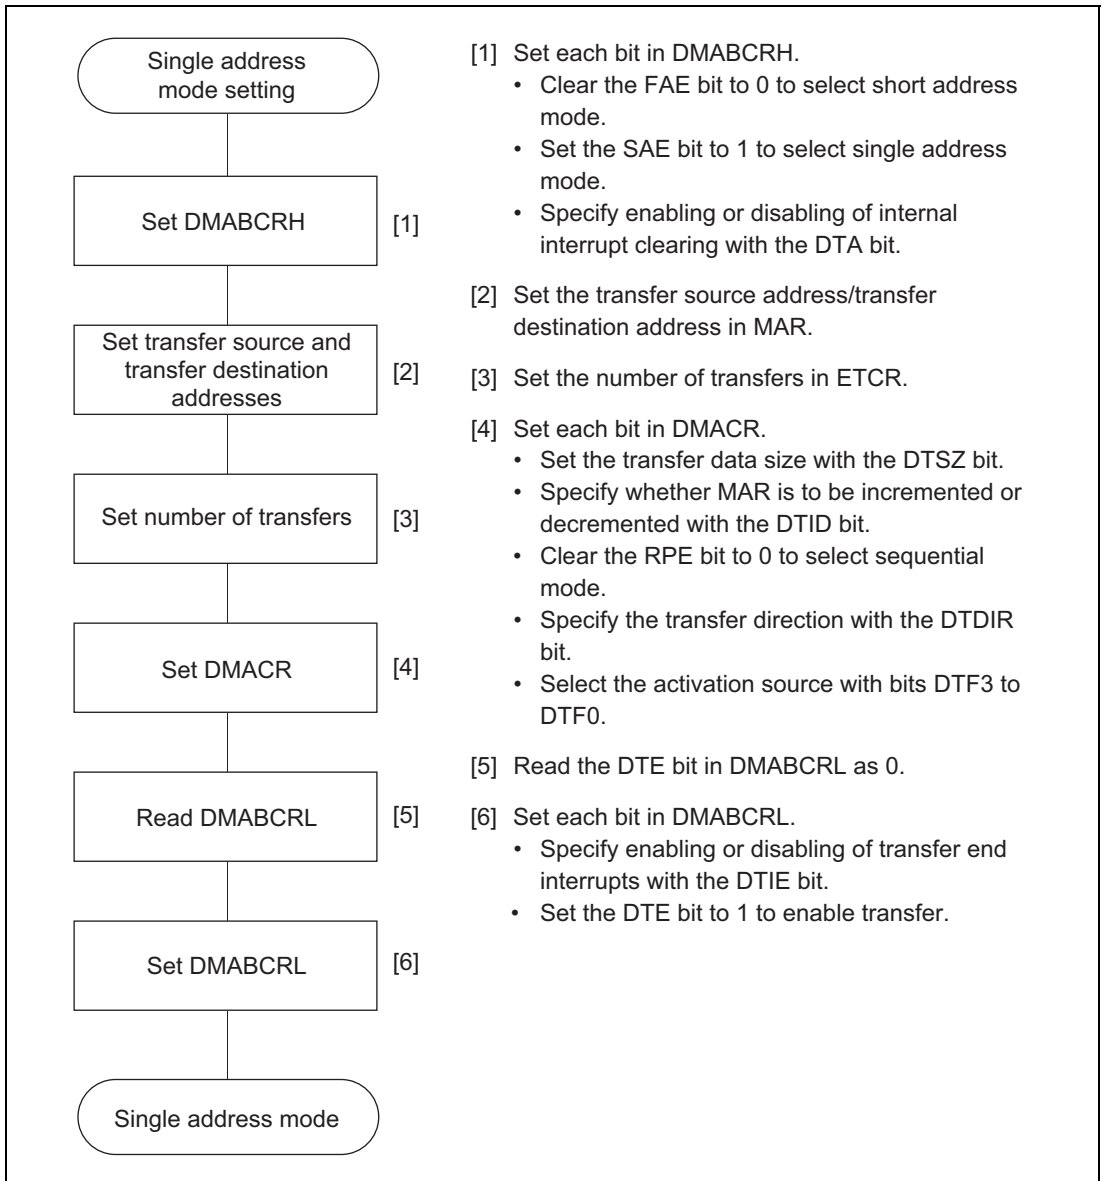 Single address
mode setting
Set DMABCRH
[1]
Set transfer source and
transfer destination
addresses
[2]
Set number of transfers
[3]
Set DMACR
[4]
Read DMABCRL
[5]
Set DMABCRL
[6]
Single address mode
[1] Set each bit in DMABCRH.
• Clear the FAE bit to 0 to select short address
mode.
• Set the SAE bit to 1 to select single address
mode.
• Specify enabling or disabling of internal
interrupt clearing with the DTA bit.
[2] Set the transfer source address/transfer
destination address in MAR.
[3] Set the number of transfers in ETCR.
[4] Set each bit in DMACR.
• Set the transfer data size with the DTSZ bit.
• Specify whether MAR is to be incremented or
decremented with the DTID bit.
• Clear the RPE bit to 0 to select sequential
mode.
• Specify the transfer direction with the DTDIR
bit.
• Select the activation source with bits DTF3 to
DTF0.
[5] Read the DTE bit in DMABCRL as 0.
[6] Set each bit in DMABCRL.
• Specify enabling or disabling of transfer end
interrupts with the DTIE bit.
• Set the DTE bit to 1 to enable transfer.